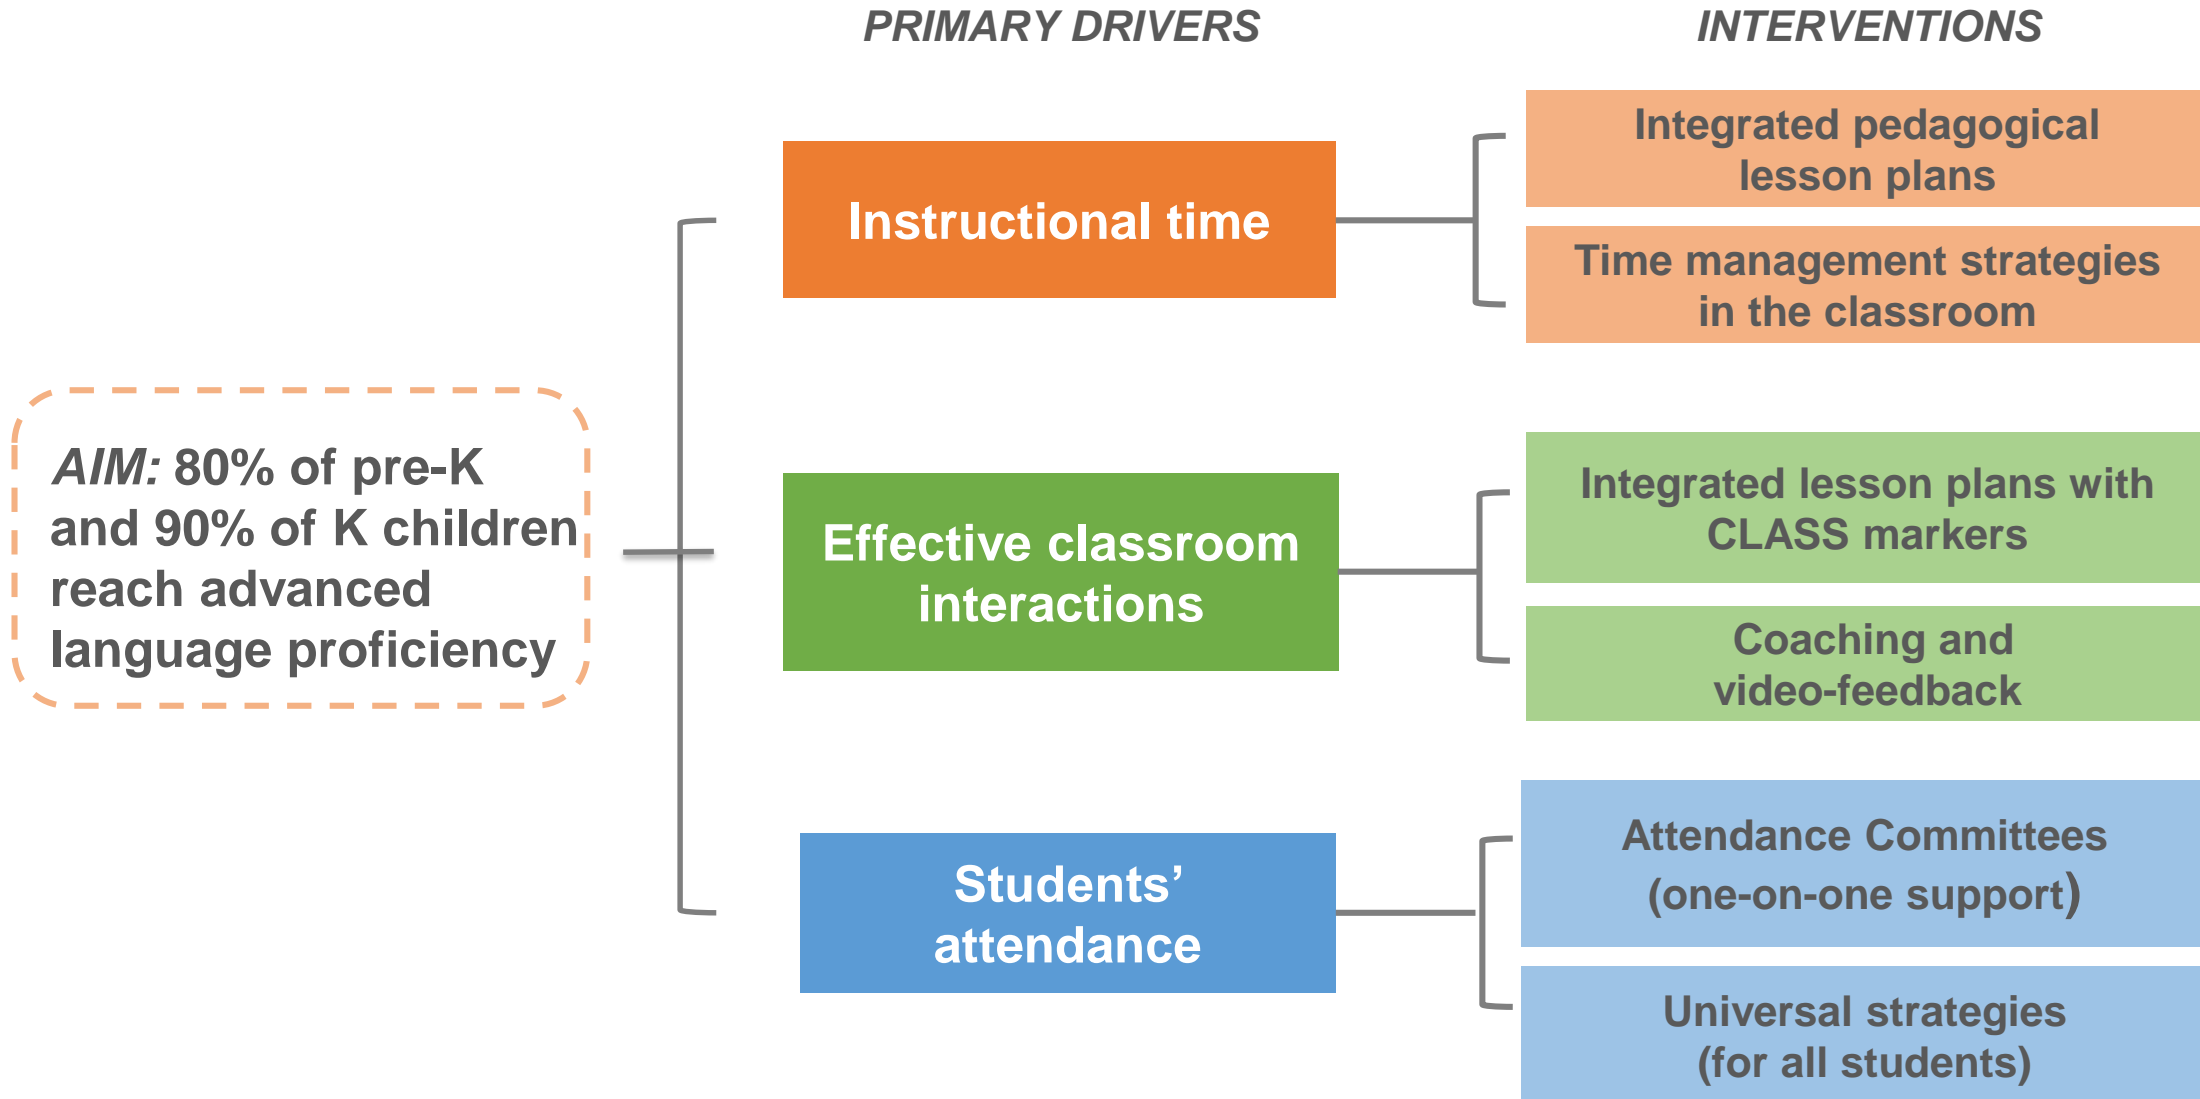 PRIMARY DRIVERS
INTERVENTIONS
AIM: 80% of pre-K
and 90% of K children
reach advanced
language proficiency
Instructional time
Integrated pedagogical
lesson plans
Time management strategies
in the classroom
Effective classroom
interactions
Integrated lesson plans with
CLASS markers
Coaching and
video-feedback
Students’
attendance
Attendance Committees
(one-on-one support)
Universal strategies
(for all students)